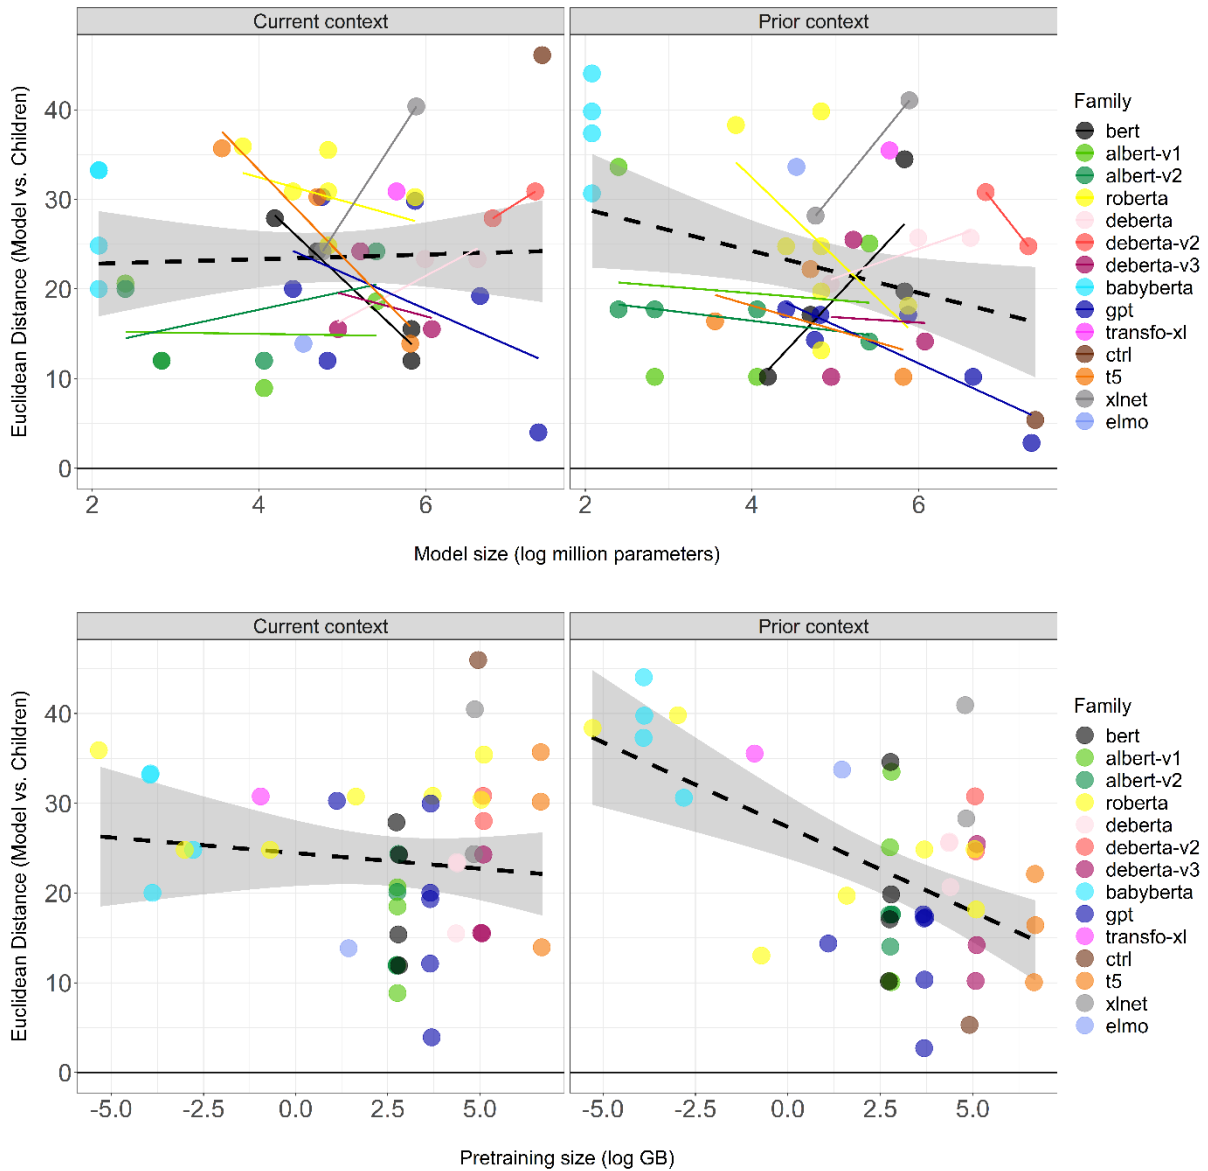 Current context
Prior context
Euclidean Distance (Model vs. Children)
40
30
20
10
0
2
4
6
2
4
6
Model size (log million parameters)
Family
bert
albert-v1
albert-v2
roberta
deberta
deberta-v2
deberta-v3
babyberta
gpt
transfo-xl
ctrl
t5
xlnet
elmo
Current context
Prior context
Euclidean Distance (Model vs. Children)
40
30
20
10
0
-5.0
-2.5
0.0
2.5
5.0
-5.0
-2.5
0.0
2.5
5.0
Pretraining size (log GB)
Family
bert
albert-v1
albert-v2
roberta
deberta
deberta-v2
deberta-v3
babyberta
gpt
transfo-xl
ctrl
t5
xlnet
elmo